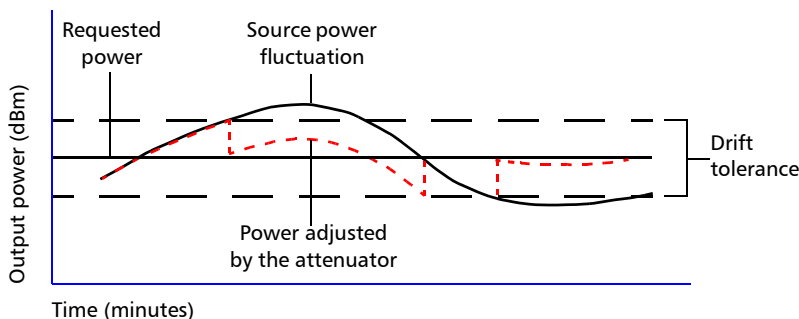 Requested
power
Source power
fluctuation
Output power (dBm)
Drift
tolerance
Power adjusted
by the attenuator
Time (minutes)